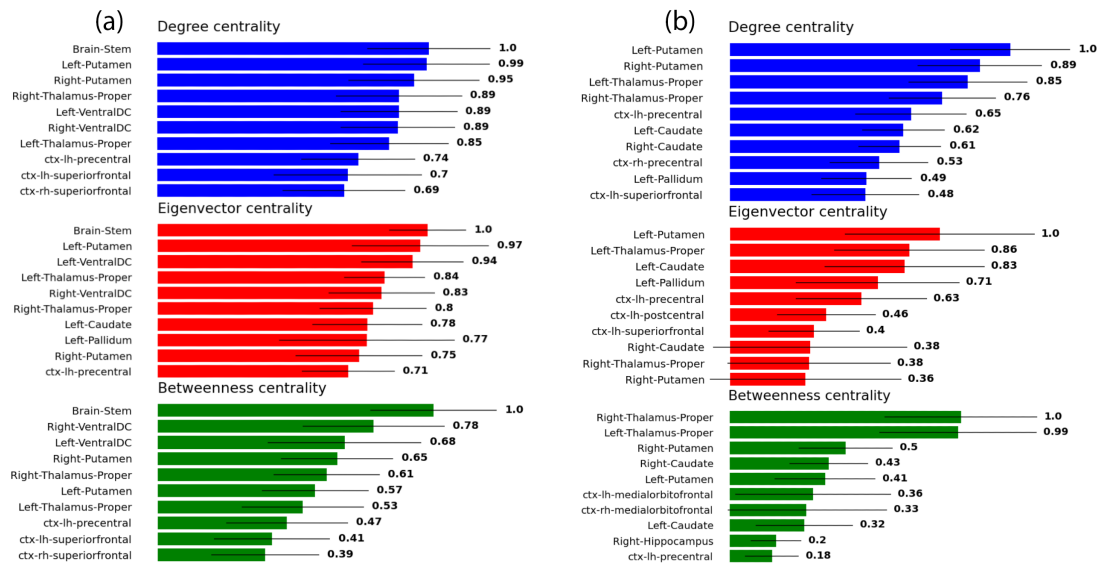 (a)
Degree centrality
Brain-Stem 1.0
Left-Putamen 0.99
Right-Putamen 0.95
Right-Thalamus-Proper 0.89
Left-VentralDC 0.89
Right-VentralDC 0.89
Left-Thalamus-Proper 0.85
ctx-lh-precentral 0.74
ctx-lh-superiorfrontal 0.7
ctx-rh-superiorfrontal 0.69
Eigenvector centrality
Brain-Stem 1.0
Left-Putamen 0.97
Left-VentralDC 0.94
Left-Thalamus-Proper 0.84
Right-VentralDC 0.83
Right-Thalamus-Proper 0.8
Left-Caudate 0.78
Left-Pallidum 0.77
Right-Putamen 0.75
ctx-lh-precentral 0.71
Betweenness centrality
Brain-Stem 1.0
Right-VentralDC 0.78
Left-VentralDC 0.68
Right-Putamen 0.65
Right-Thalamus-Proper 0.61
Left-Putamen 0.57
Left-Thalamus-Proper 0.53
ctx-lh-precentral 0.47
ctx-lh-superiorfrontal 0.41
ctx-rh-superiorfrontal 0.39
(b)
Degree centrality
Left-Putamen 1.0
Right-Putamen 0.89
Left-Thalamus-Proper 0.85
Right-Thalamus-Proper 0.76
ctx-lh-precentral 0.65
Left-Caudate 0.62
Right-Caudate 0.61
ctx-rh-precentral 0.53
Left-Pallidum 0.49
ctx-lh-superiorfrontal 0.48
Eigenvector centrality
Left-Putamen 1.0
Left-Thalamus-Proper 0.86
Left-Caudate 0.83
Left-Pallidum 0.71
ctx-lh-precentral 0.63
ctx-lh-postcentral 0.46
ctx-lh-superiorfrontal 0.4
Right-Caudate 0.38
Right-Thalamus-Proper 0.38
Right-Putamen 0.36
Betweenness centrality
Right-Thalamus-Proper 1.0
Left-Thalamus-Proper 0.99
Right-Putamen 0.5
Right-Caudate 0.43
Left-Putamen 0.41
ctx-lh-medialorbitofrontal 0.36
ctx-rh-medialorbitofrontal 0.33
Left-Caudate 0.32
Right-Hippocampus 0.2
ctx-lh-precentral 0.18